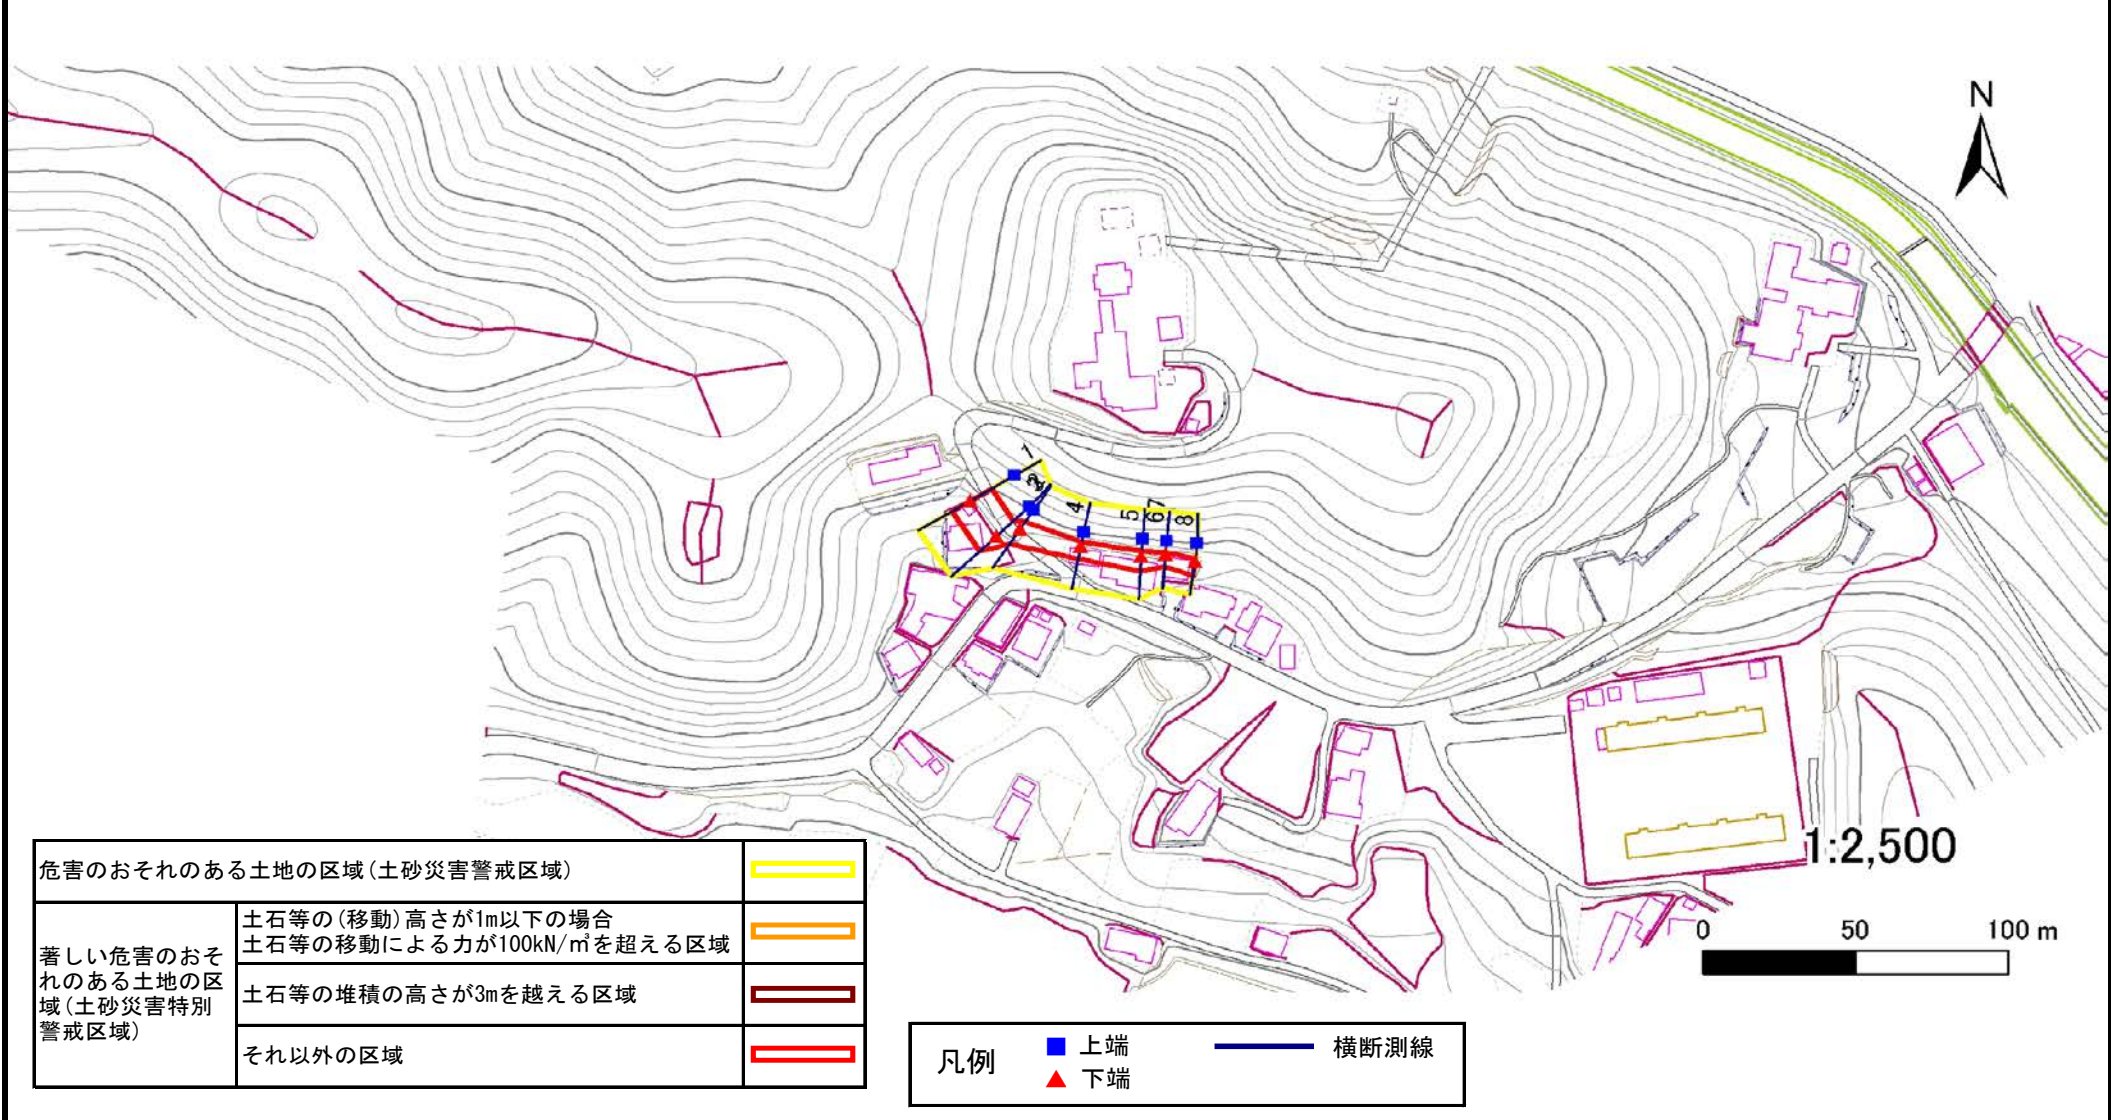 N
1
2
4
5
6
7
8
1:2,500
0 50 100 m
危害のおそれのある土地の区域(土砂災害警戒区域)
著しい危害のおそ
れのある土地の区
域(土砂災害特別
警戒区域)
土石等の(移動)高さが1m以下の場合
土石等の移動による力が100kN/㎡を超える区域
土石等の堆積の高さが3mを越える区域
それ以外の区域
凡例
上端
下端
横断測線